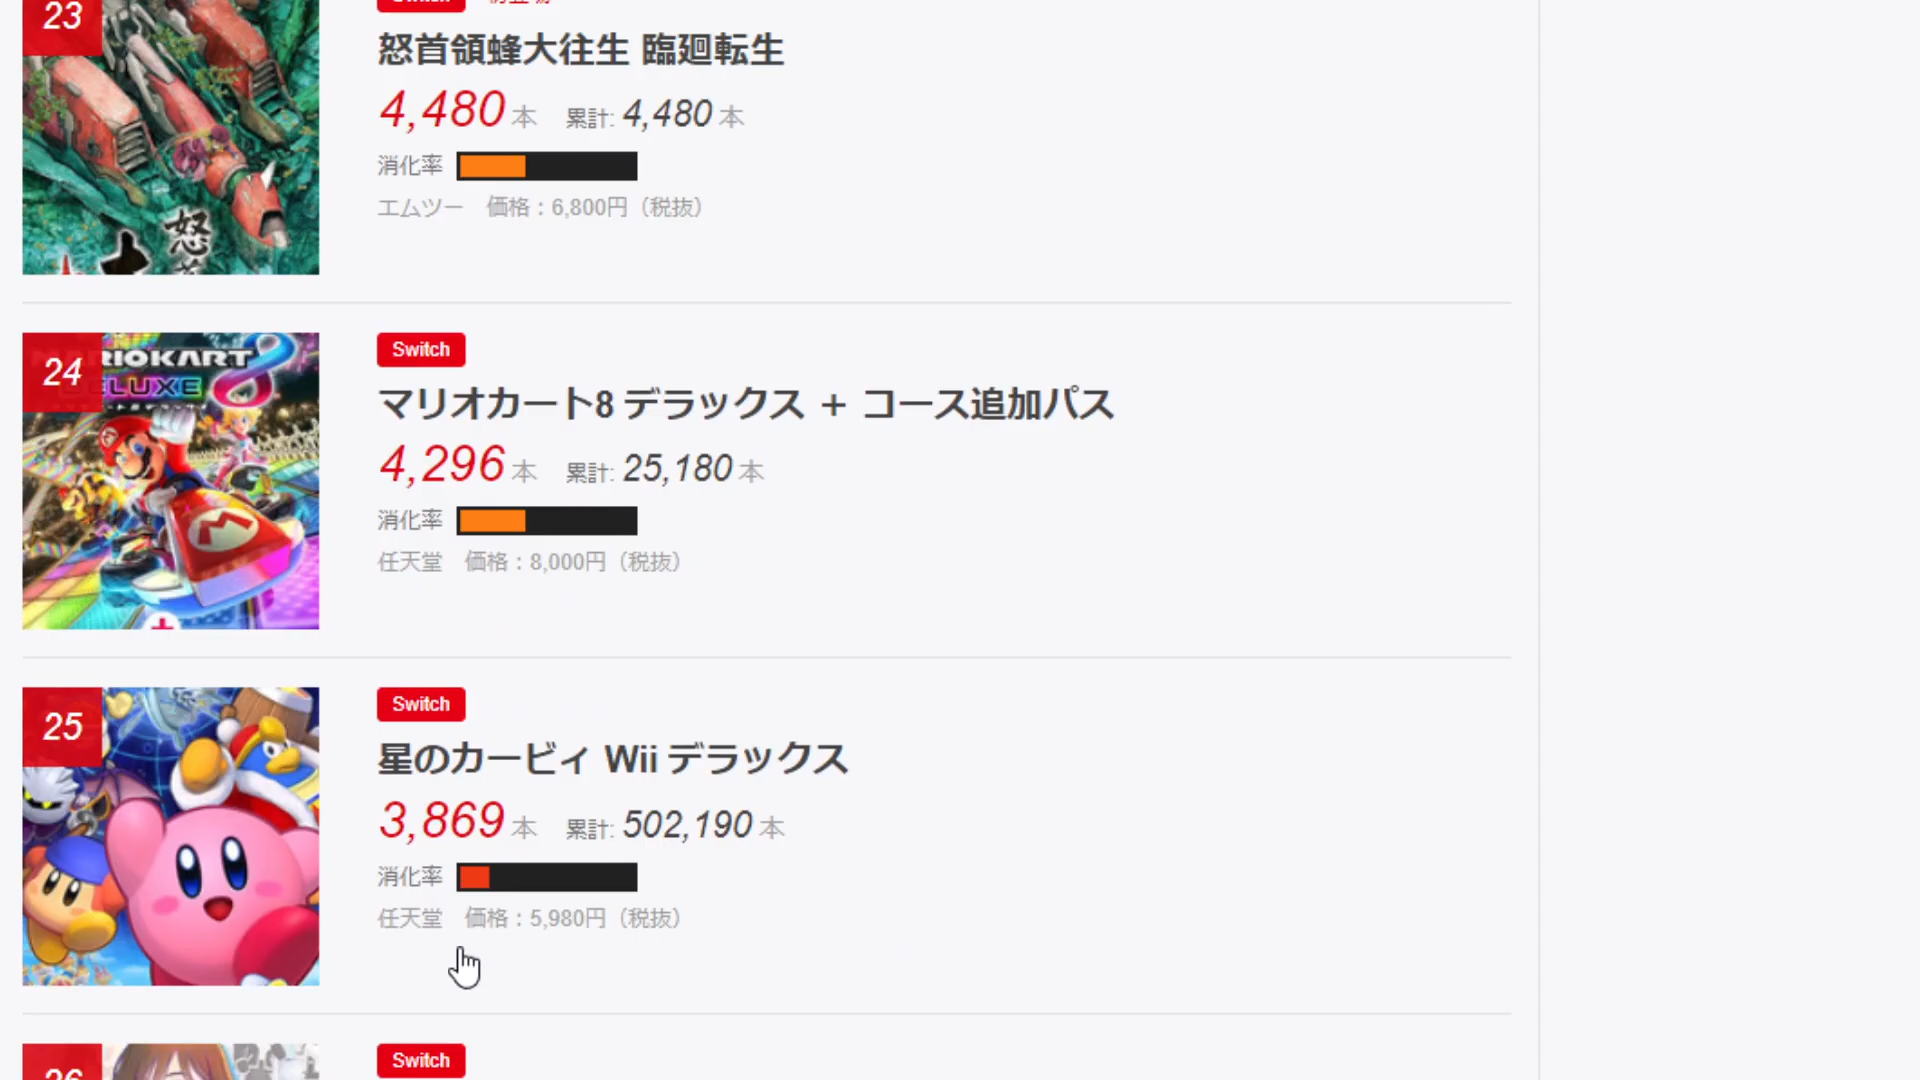 23
怒首領蜂大往生 臨廻転生
4,480本 累計: 4,480本
消化率
エムツー 価格：6,800円（税抜）
怒
24
MARIOKART 8
DELUXE
Switch
マリオカート8 デラックス ＋ コース追加パス
4,296本 累計: 25,180本
消化率
任天堂 価格：8,000円（税抜）
25
Switch
星のカービィ Wii デラックス
3,869本 累計: 502,190本
消化率
任天堂 価格：5,980円（税抜）
26
Switch